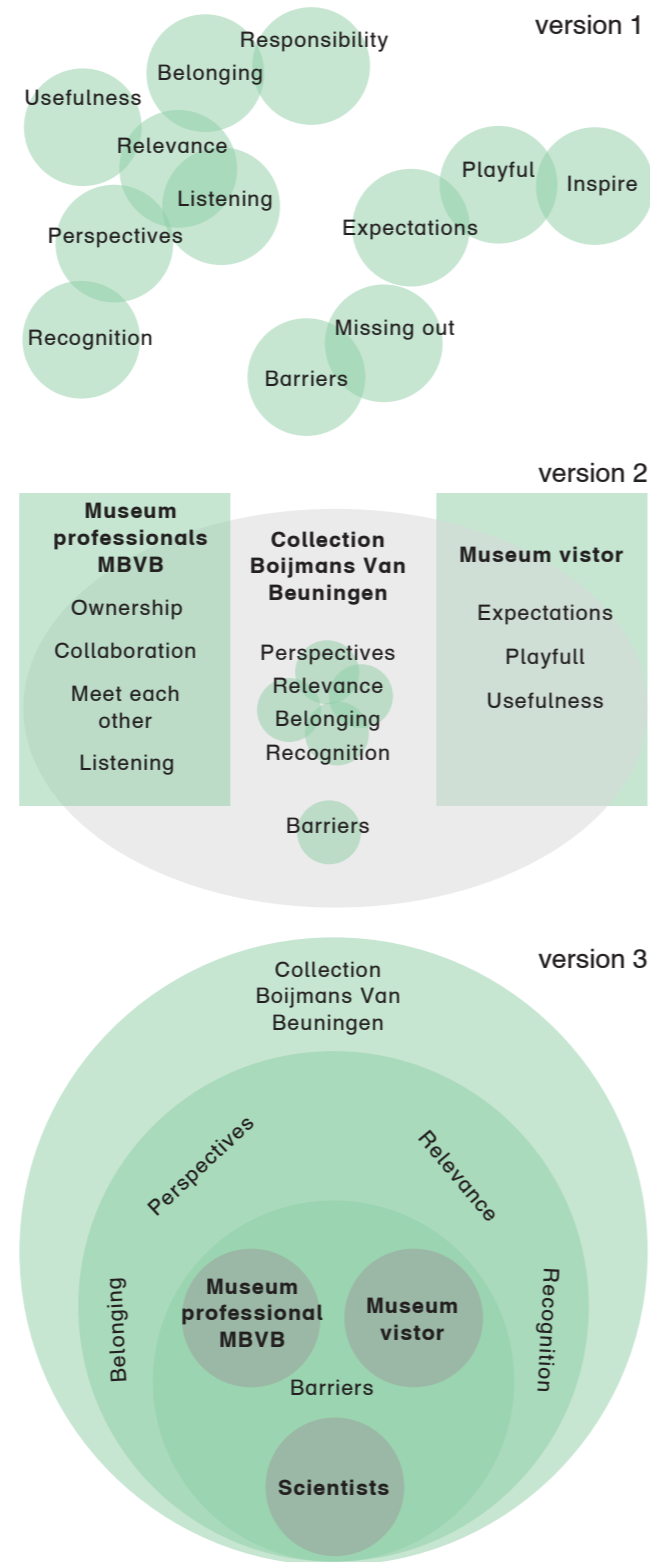 version 1
Responsibility
Belonging
Usefulness
Relevance
Listening
Perspectives
Recognition
Playful
Inspire
Expectations
Missing out
Barriers
version 2
Museum
professionals
MBVB
Ownership
Collaboration
Meet each
other
Listening
Collection
Boijmans Van
Beuningen
Perspectives
Relevance
Belonging
Recognition
Barriers
Museum vistor
Expectations
Playfull
Usefulness
version 3
Collection
Boijmans Van
Beuningen
Perspectives
Relevance
Belonging
Recognition
Museum
professional
MBVB
Museum
vistor
Barriers
Scientists